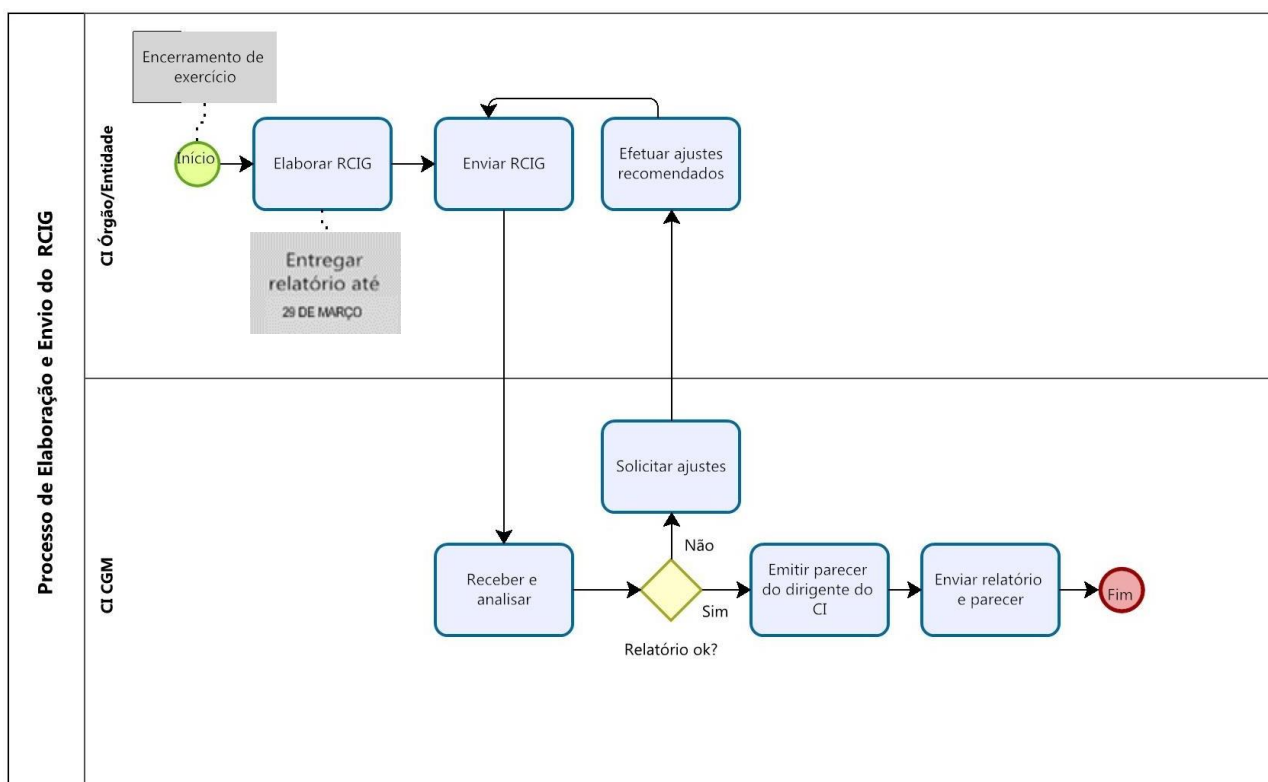 Processo de Elaboração e Envio do RCIG
CI Órgão/Entidade
Encerramento de
exercício
Início
Elaborar RCIG
Enviar RCIG
Efetuar ajustes
recomendados
Entregar
relatório até
29 DE MARÇO
CI CGM
Solicitar ajustes
Não
Receber e
analisar
Sim
Relatório ok?
Emitir parecer
do dirigente do
CI
Enviar relatório
e parecer
Fim